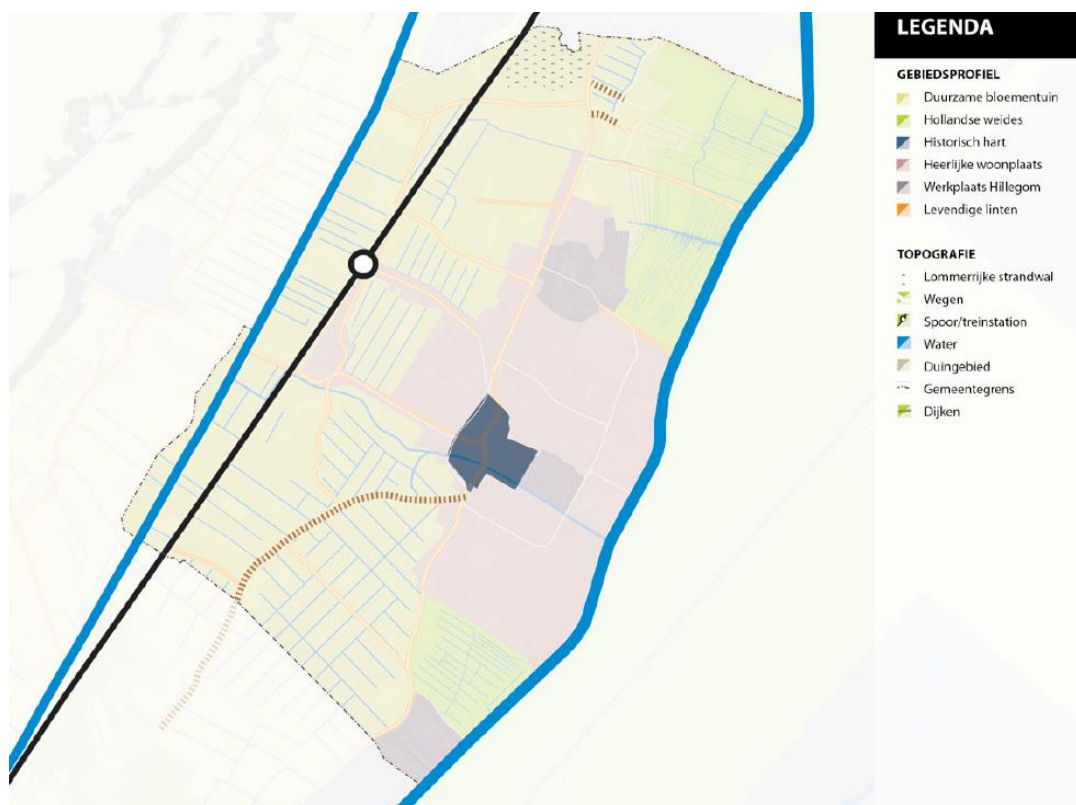 LEGENDA
GEBIEDSPROFIEL
Duurzame bloementuin
Hollandse weides
Historisch hart
Heerlijke woonplaats
Werkplaats Hillegom
Levendige linten
TOPOGRAFIE
Lommerrijke strandwal
Wegen
Spoor/treinstation
Water
Duingebied
Gemeentegrens
Dijken